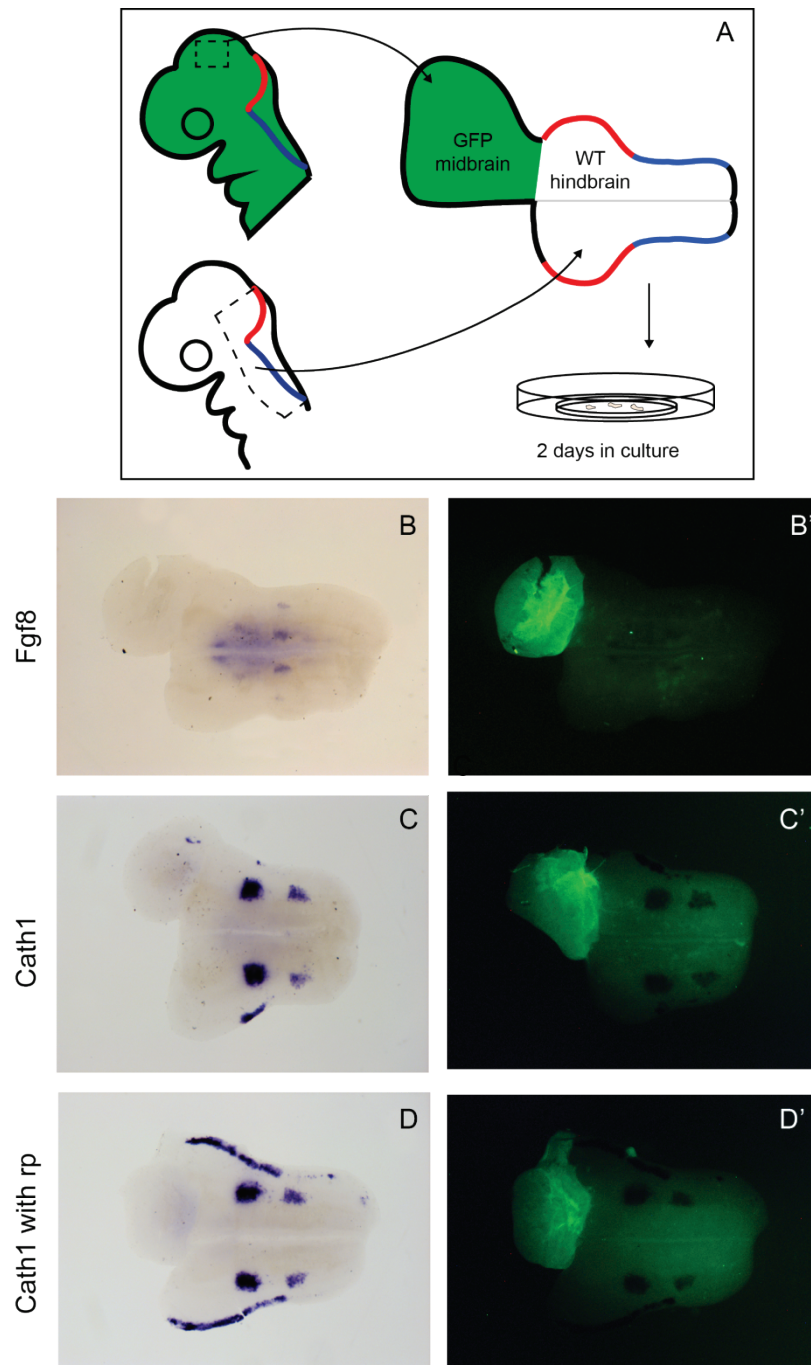 A
GFP
midbrain
WT
hindbrain
2 days in culture
Fgf8
B
B'
Cath1
C
C'
Cath1 with rp
D
D'